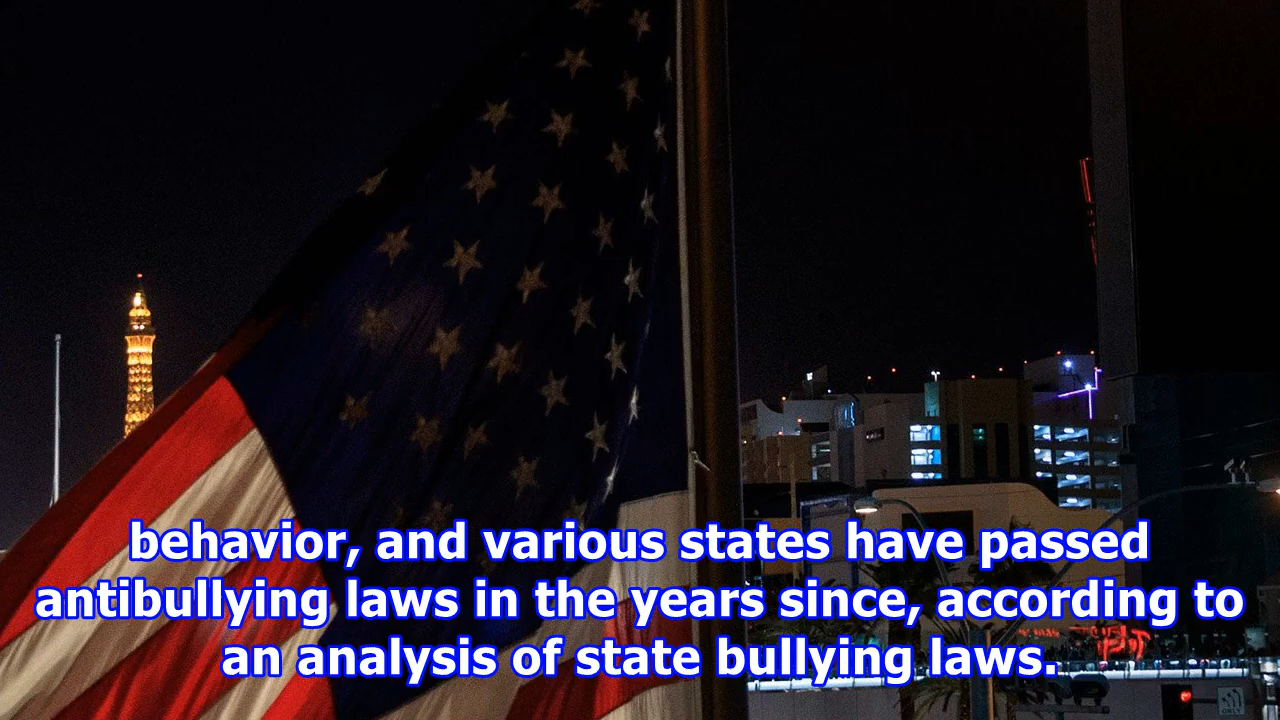 behavior, and various states have passed
antibullying laws in the years since, according to
an analysis of state bullying laws.
ONLY